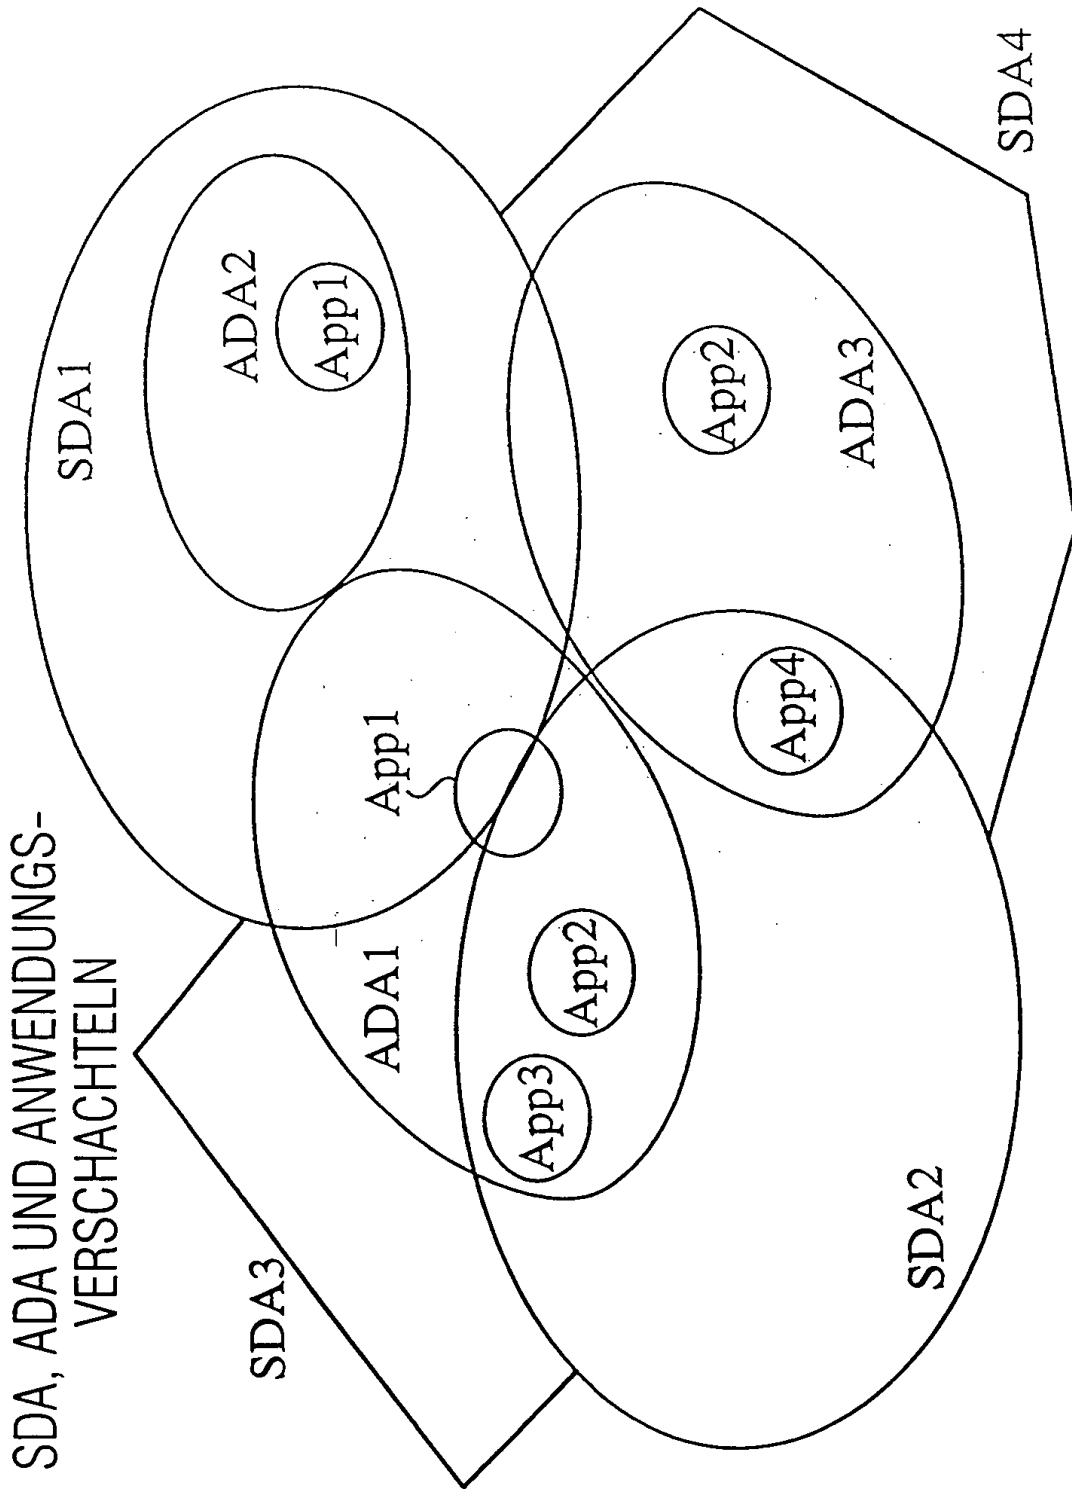 SDA, ADA UND ANWENDUNGS-
VERSCHACHTELN
SDA1
ADA2
SDA3
App1
ADA1
App1
App3
App2
App2
App4
ADA3
SDA2
SDA4